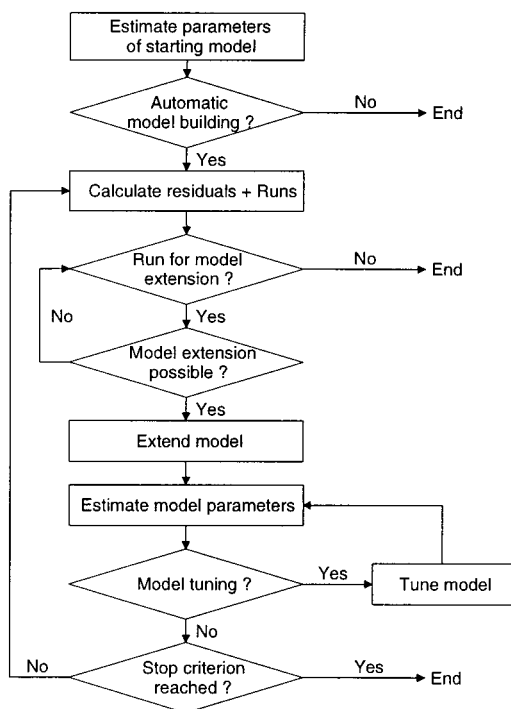 Estimate parameters
of starting model
Automatic
model building ?
No
End
Yes
Calculate residuals + Runs
Run for model
extension ?
No
End
No
Yes
Model extension
possible ?
Yes
Extend model
Estimate model parameters
Model tuning ?
Yes
Tune model
No
No
Stop criterion
reached ?
Yes
End